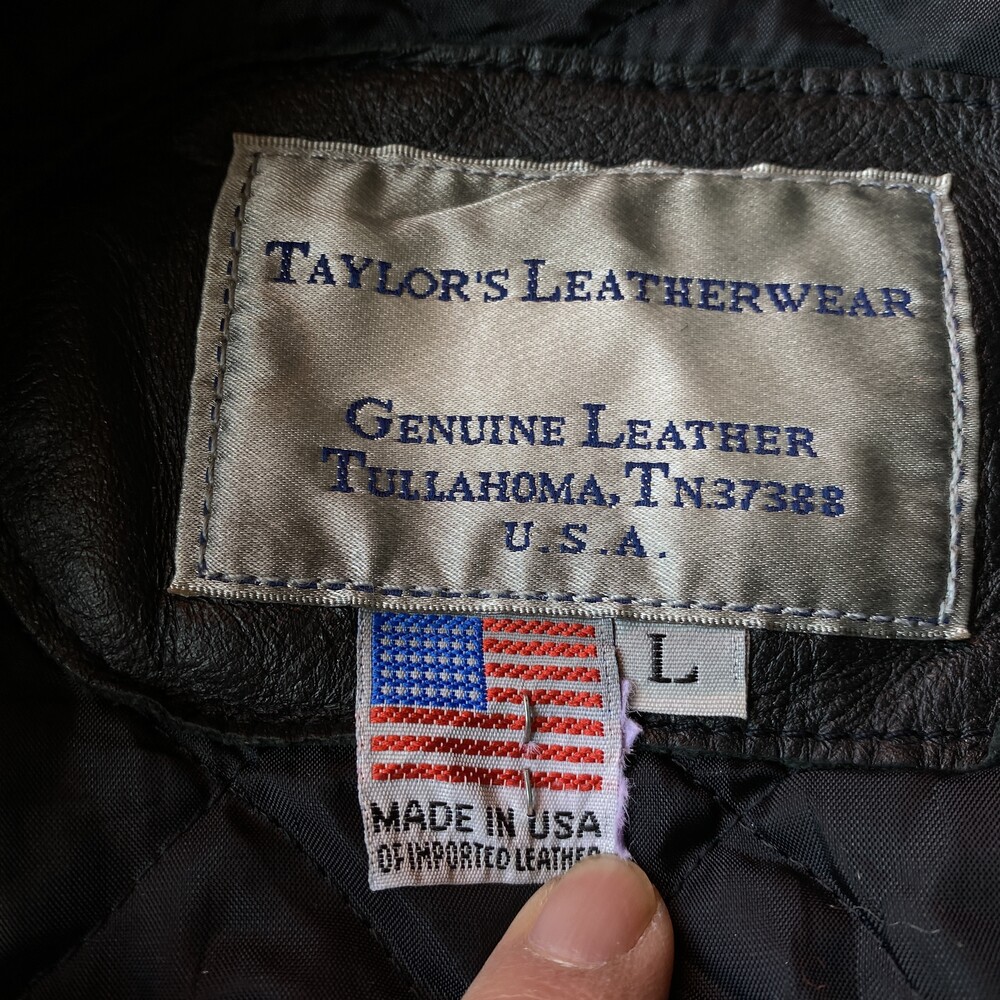 TAYLOR'S LEATHERWEAR
GENUINE LEATHER
TULLAHOMA, TN.37388
U.S.A.
L
MADE IN USA
OF IMPORTED LEATHER